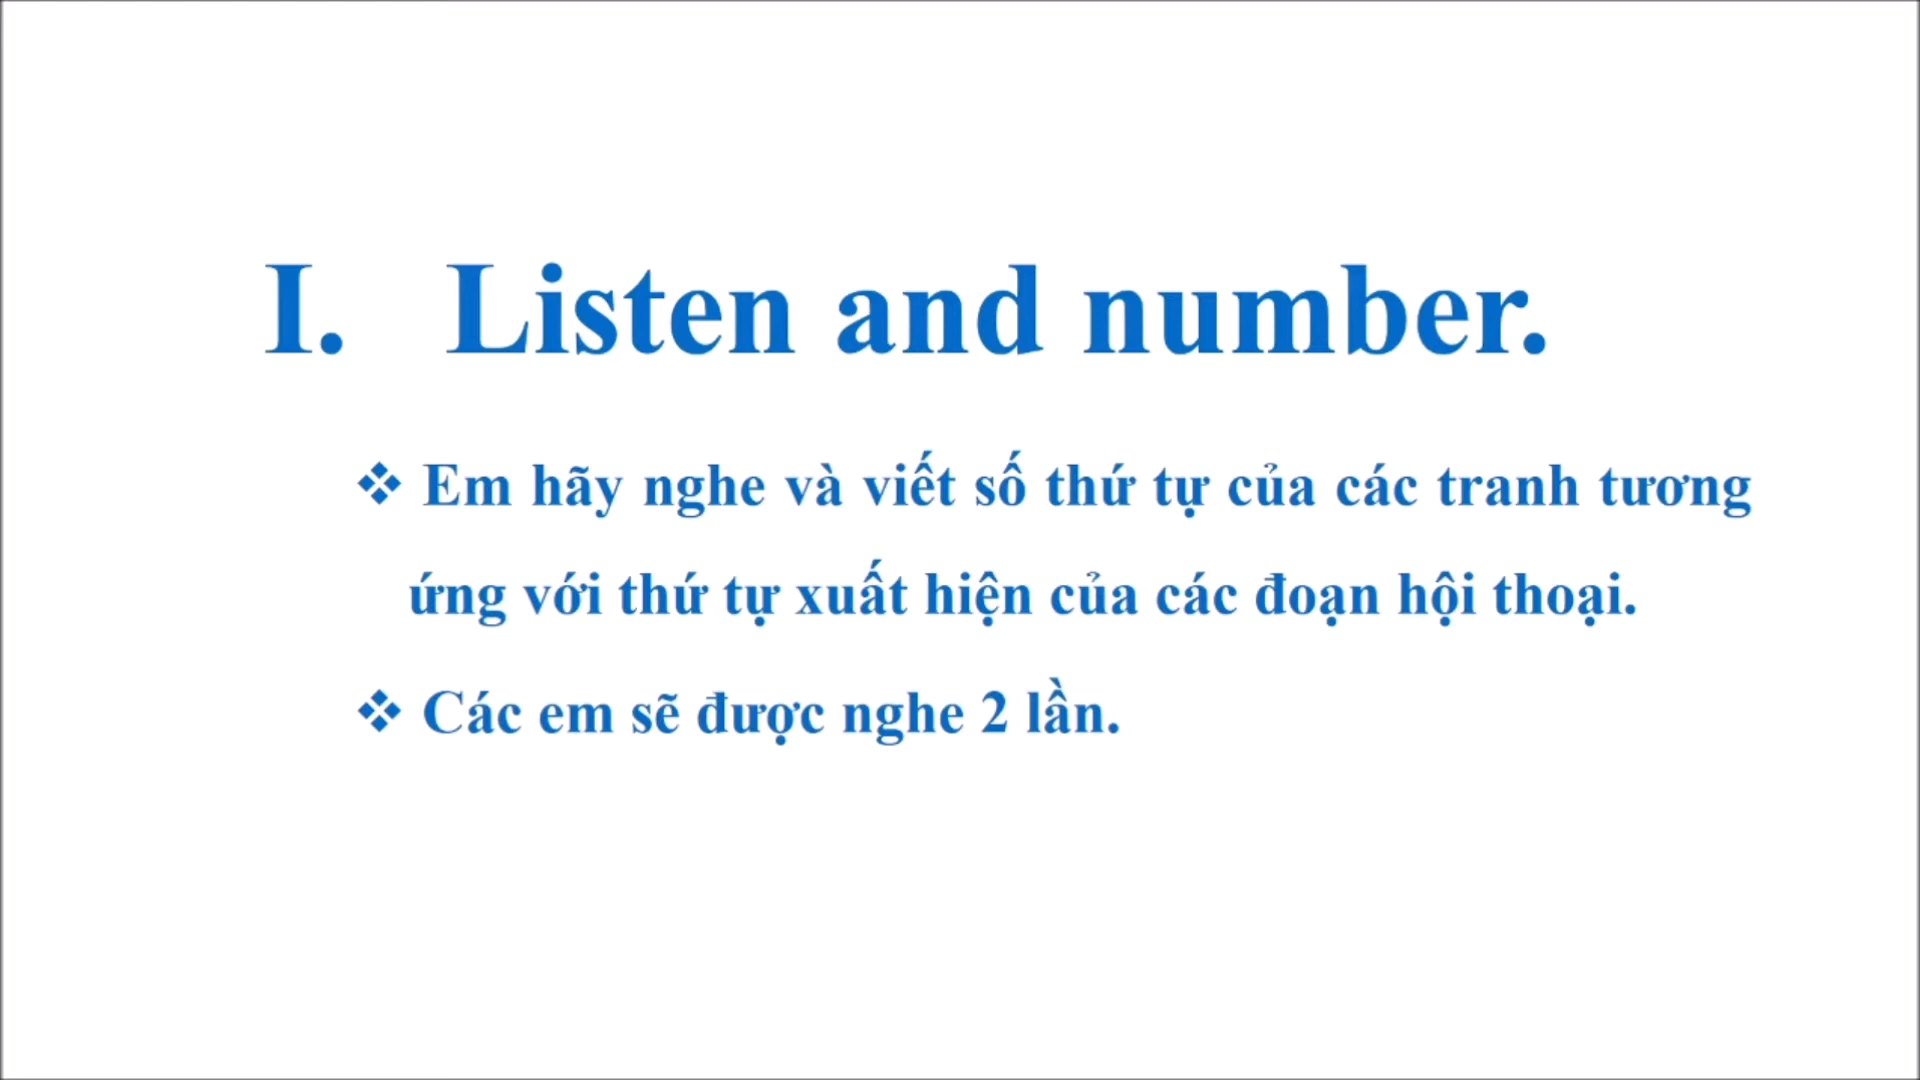 I. Listen and number.
❖ Em hãy nghe và viết số thứ tự của các tranh tương
ứng với thứ tự xuất hiện của các đoạn hội thoại.
❖ Các em sẽ được nghe 2 lần.